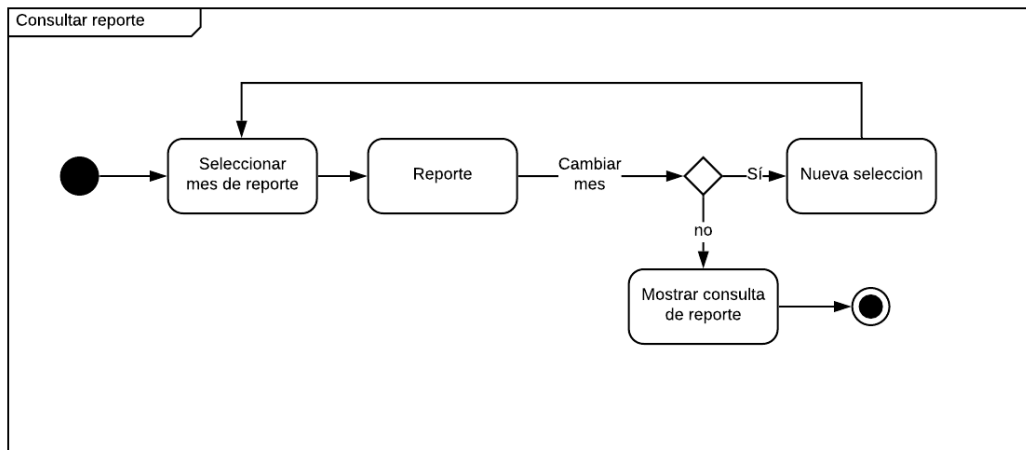 Consultar reporte
Seleccionar
mes de reporte
Reporte
Cambiar
mes
Sí
Nueva seleccion
no
Mostrar consulta
de reporte